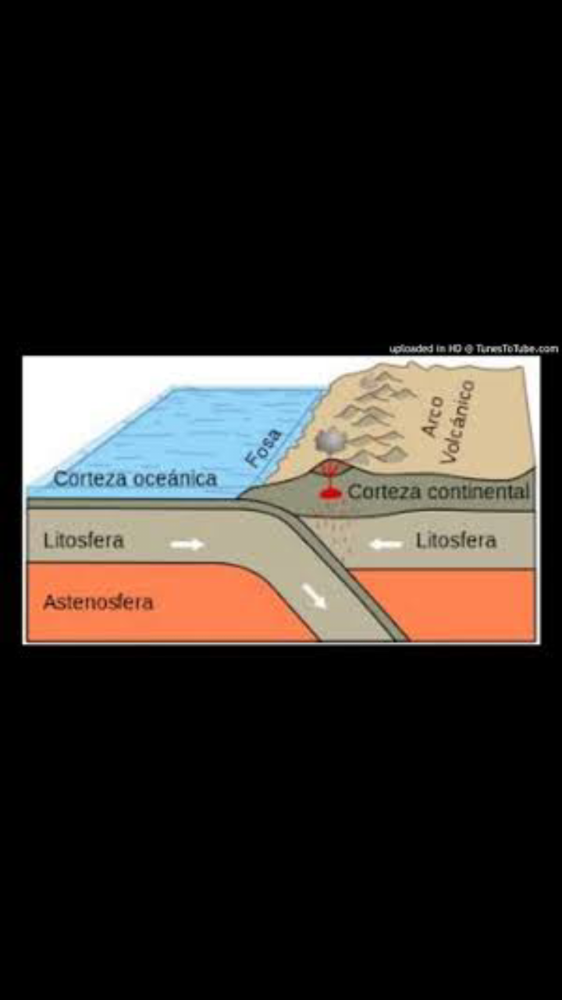 uploaded in HD @ TunesToTube.com
Arco
Volcánico
Fosa
Corteza oceánica
Corteza continental
Litosfera
Litosfera
Astenosfera